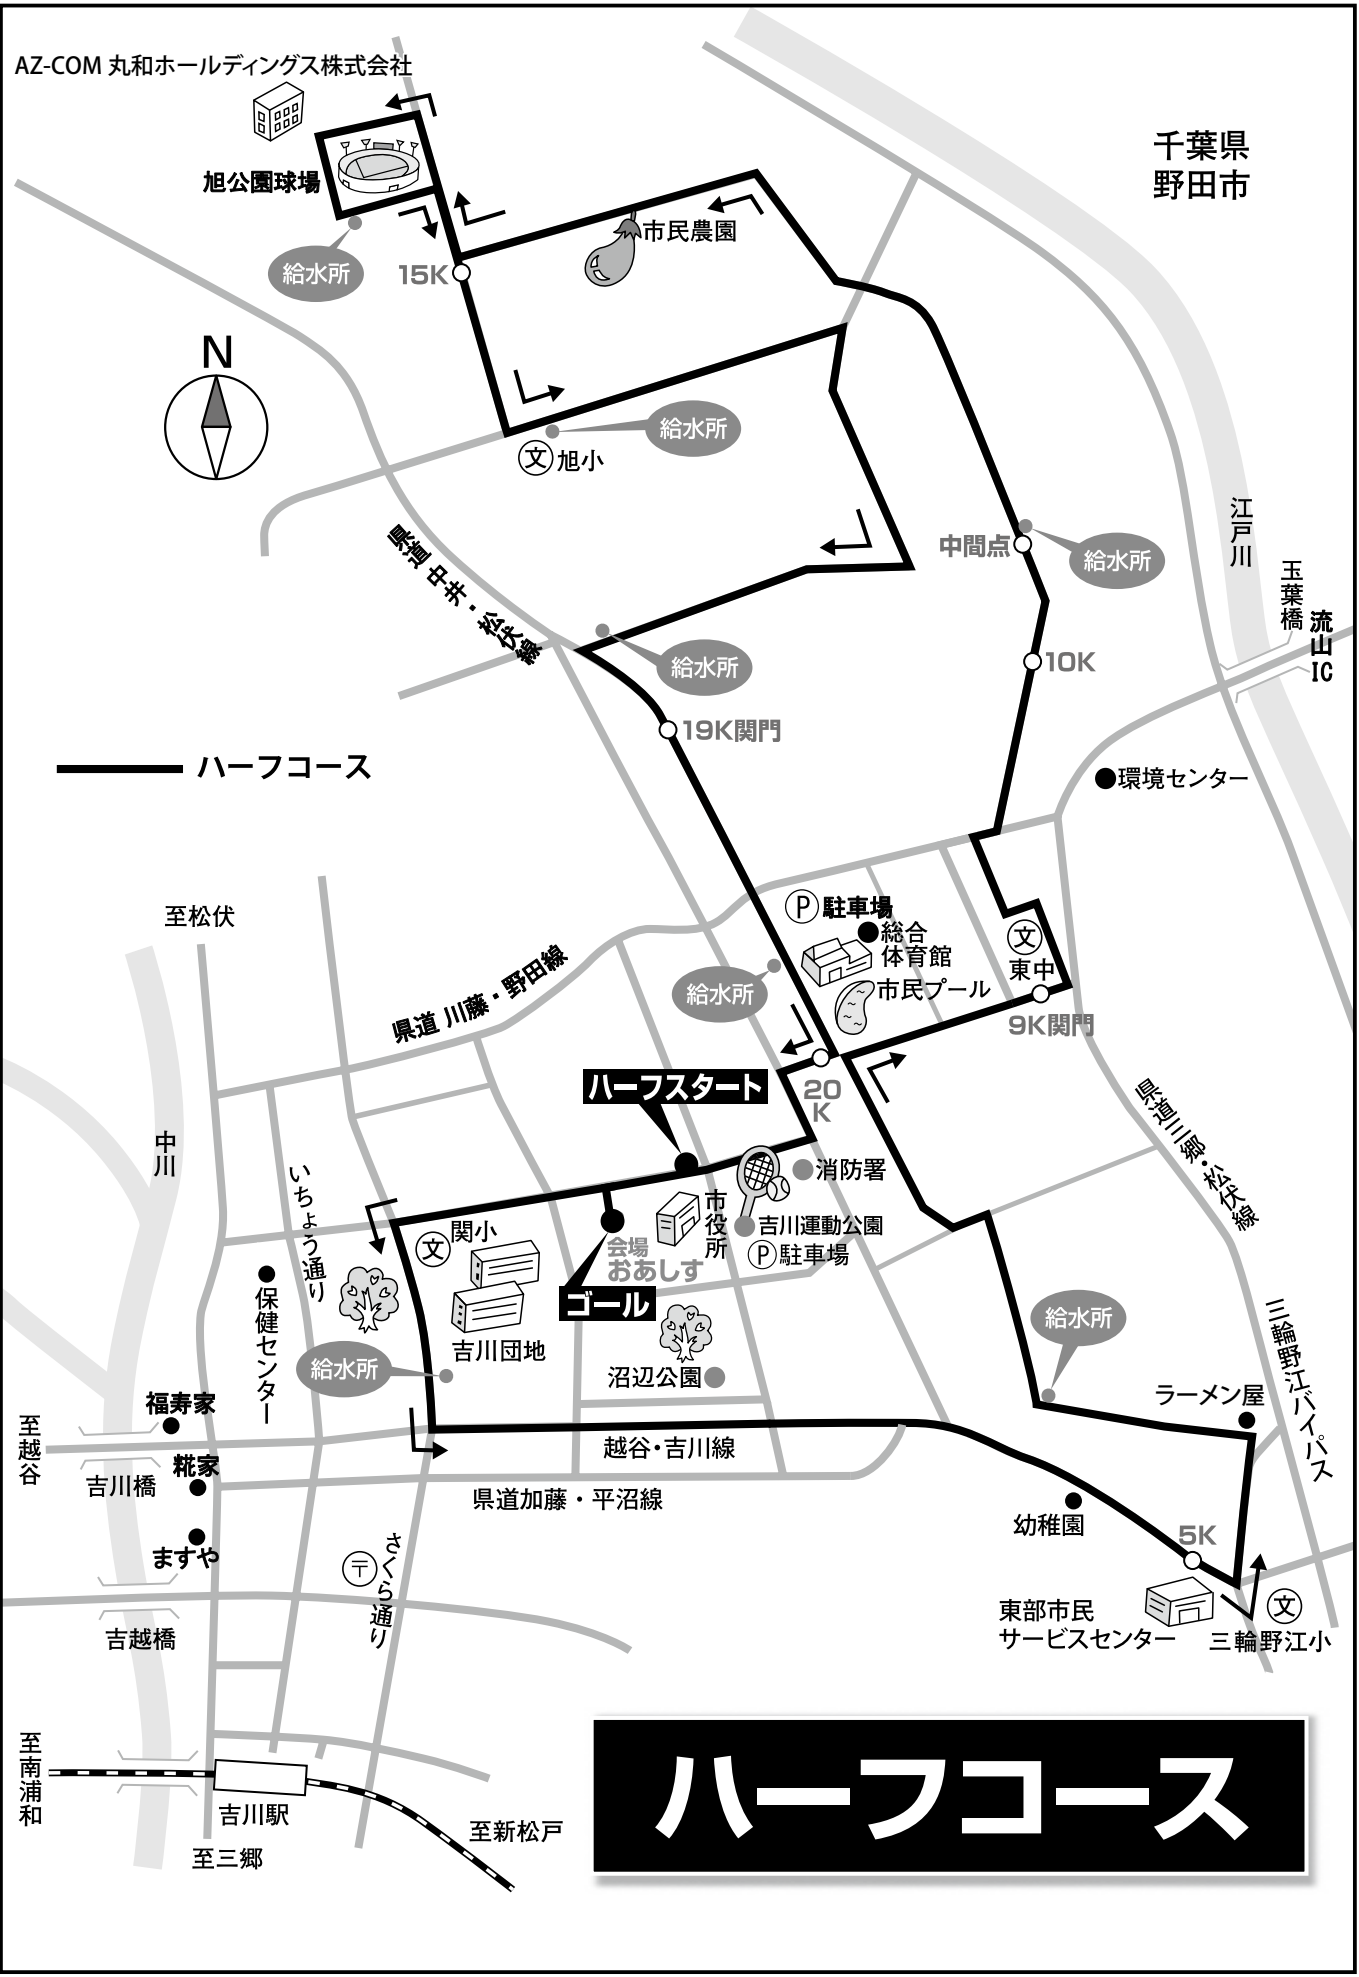 AZ-COM 丸和ホールディングス株式会社
千葉県
野田市
旭公園球場
市民農園
給水所
15K
N
給水所
文
旭小
江戸川
中間点
給水所
県道 中井・松伏線
玉葉橋
流山IC
給水所
10K
19K関門
ハーフコース
環境センター
至松伏
P 駐車場
総合
体育館
文
東中
県道 川藤・野田線
給水所
市民プール
9K関門
ハーフスタート
20
K
県道三郷・松伏線
中川
いちょう通り
消防署
市役所
文
関小
吉川運動公園
会場
おあしす
P 駐車場
保健センター
ゴール
三輪野江バイパス
給水所
吉川団地
給水所
沼辺公園
ラーメン屋
福寿家
至越谷
越谷・吉川線
糀家
吉川橋
県道加藤・平沼線
幼稚園
5K
ますや
〒
さくら通り
吉越橋
東部市民
サービスセンター
文
三輪野江小
至南浦和
吉川駅
至新松戸
至三郷
ハーフコース